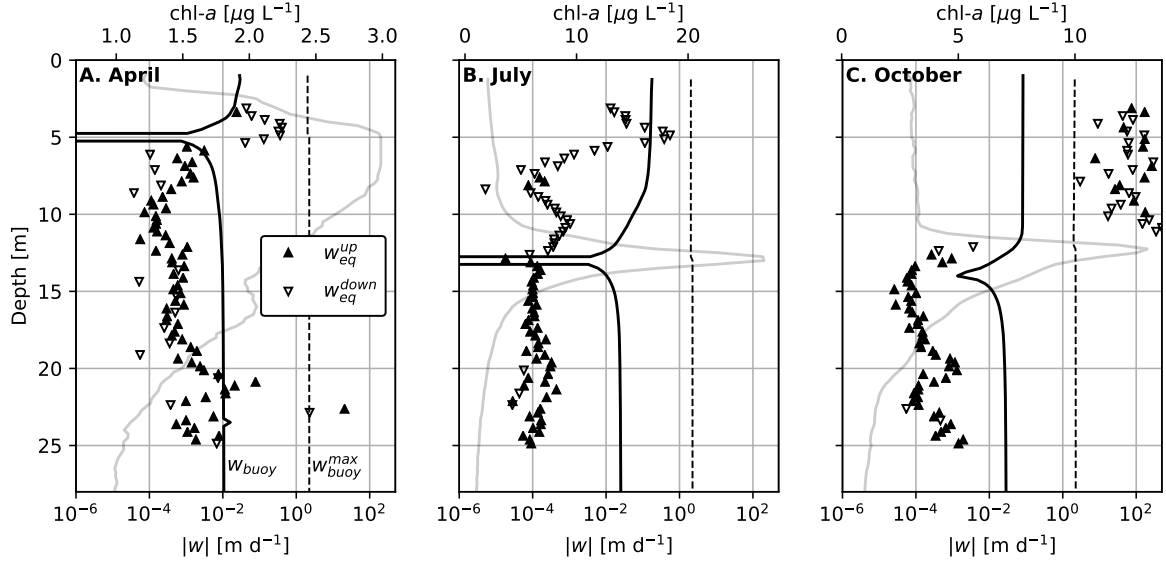 chl-a [μg L⁻¹] chl-a [μg L⁻¹] chl-a [μg L⁻¹]
1.0 1.5 2.0 2.5 3.0 0 10 20 0 5 10
A. April B. July C. October
0
5
10
15
20
25
Depth [m]
w_eq^up
w_eq^down
w_buoy w_buoy^max
10⁻⁶ 10⁻⁴ 10⁻² 10⁰ 10² 10⁻⁶ 10⁻⁴ 10⁻² 10⁰ 10² 10⁻⁶ 10⁻⁴ 10⁻² 10⁰ 10²
|w| [m d⁻¹] |w| [m d⁻¹] |w| [m d⁻¹]